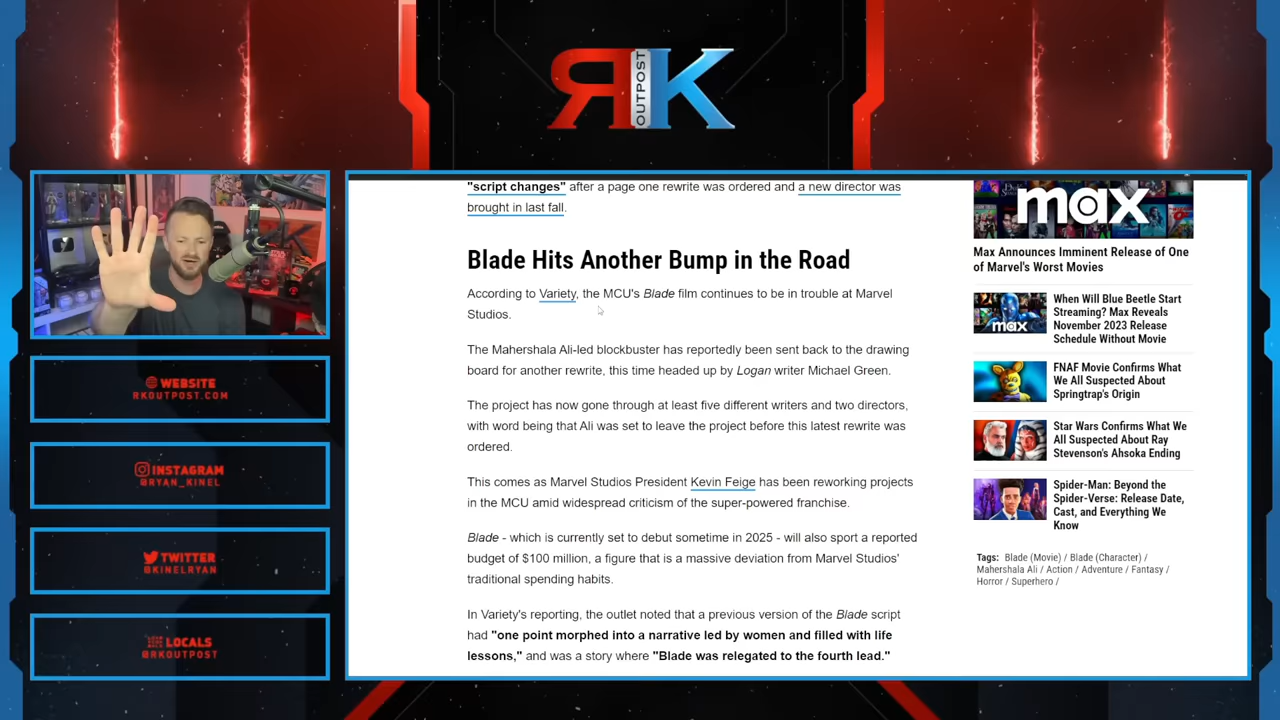 RK
OUTPOST
WEBSITE
RKOUTPOST.COM
INSTAGRAM
@RYAN_KINEL
TWITTER
@KINELRYAN
LOCALS
@RKOUTPOST
"script changes" after a page one rewrite was ordered and a new director was
brought in last fall.
Blade Hits Another Bump in the Road
According to Variety, the MCU's Blade film continues to be in trouble at Marvel
Studios.
The Mahershala Ali-led blockbuster has reportedly been sent back to the drawing
board for another rewrite, this time headed up by Logan writer Michael Green.
The project has now gone through at least five different writers and two directors,
with word being that Ali was set to leave the project before this latest rewrite was
ordered.
This comes as Marvel Studios President Kevin Feige has been reworking projects
in the MCU amid widespread criticism of the super-powered franchise.
Blade - which is currently set to debut sometime in 2025 - will also sport a reported
budget of $100 million, a figure that is a massive deviation from Marvel Studios'
traditional spending habits.
In Variety's reporting, the outlet noted that a previous version of the Blade script
had "one point morphed into a narrative led by women and filled with life
lessons," and was a story where "Blade was relegated to the fourth lead."
max
Max Announces Imminent Release of One
of Marvel's Worst Movies
max
When Will Blue Beetle Start
Streaming? Max Reveals
November 2023 Release
Schedule Without Movie
FNAF Movie Confirms What
We All Suspected About
Springtrap's Origin
Star Wars Confirms What We
All Suspected About Ray
Stevenson's Ahsoka Ending
Spider-Man: Beyond the
Spider-Verse: Release Date,
Cast, and Everything We
Know
Tags: Blade (Movie) / Blade (Character) /
Mahershala Ali / Action / Adventure / Fantasy /
Horror / Superhero /